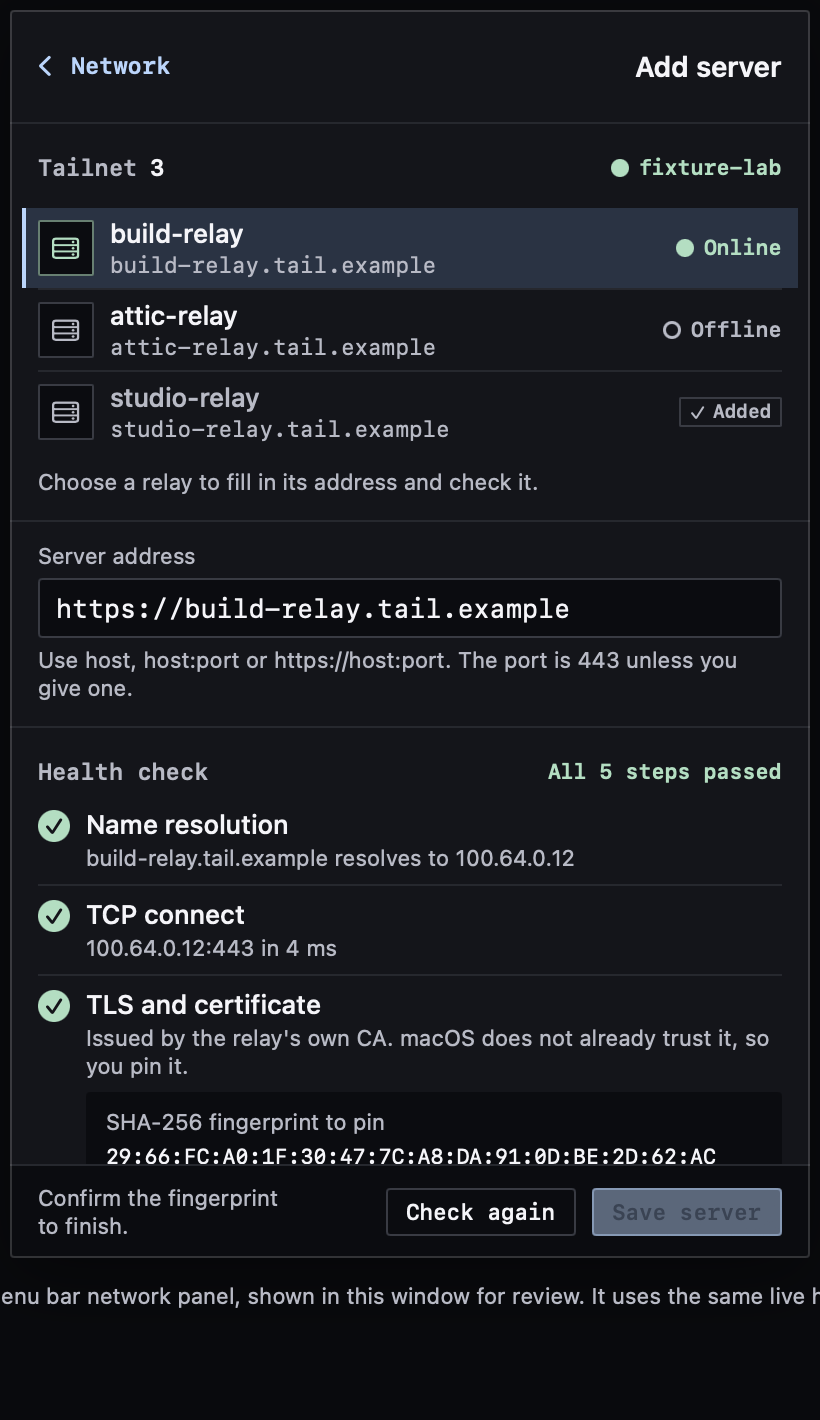 Network
Add server
Tailnet 3
fixture-lab
build-relay
build-relay.tail.example
Online
attic-relay
attic-relay.tail.example
Offline
studio-relay
studio-relay.tail.example
✓ Added
Choose a relay to fill in its address and check it.
Server address
https://build-relay.tail.example
Use host, host:port or https://host:port. The port is 443 unless you
give one.
Health check
All 5 steps passed
Name resolution
build-relay.tail.example resolves to 100.64.0.12
TCP connect
100.64.0.12:443 in 4 ms
TLS and certificate
Issued by the relay's own CA. macOS does not already trust it, so
you pin it.
SHA-256 fingerprint to pin
29:66:FC:A0:1F:30:47:7C:A8:DA:91:0D:BE:2D:62:AC
Confirm the fingerprint
to finish.
Check again
Save server
enu bar network panel, shown in this window for review. It uses the same live